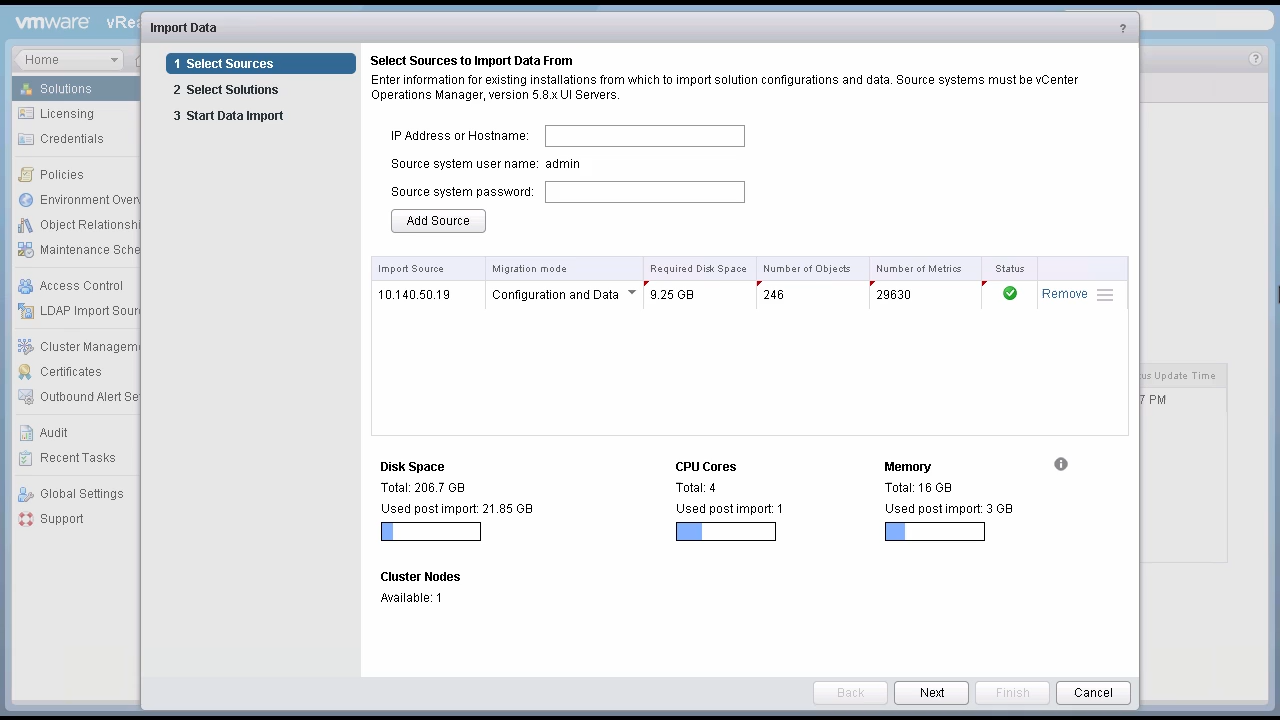 vmware vRea
Import Data
?
Home
?
Solutions
Licensing
Credentials
Policies
Environment Over
Object Relationshi
Maintenance Sche
Access Control
LDAP Import Sour
Cluster Managem
Certificates
Outbound Alert Se
Audit
Recent Tasks
Global Settings
Support
1 Select Sources
2 Select Solutions
3 Start Data Import
Select Sources to Import Data From
Enter information for existing installations from which to import solution configurations and data. Source systems must be vCenter
Operations Manager, version 5.8.x UI Servers.
IP Address or Hostname:
Source system user name: admin
Source system password:
Add Source
Import Source Migration mode Required Disk Space Number of Objects Number of Metrics Status
10.140.50.19 Configuration and Data 9.25 GB 246 29630 Remove
tus Update Time
7 PM
Disk Space CPU Cores Memory
Total: 206.7 GB Total: 4 Total: 16 GB
Used post import: 21.85 GB Used post import: 1 Used post import: 3 GB
Cluster Nodes
Available: 1
Back Next Finish Cancel